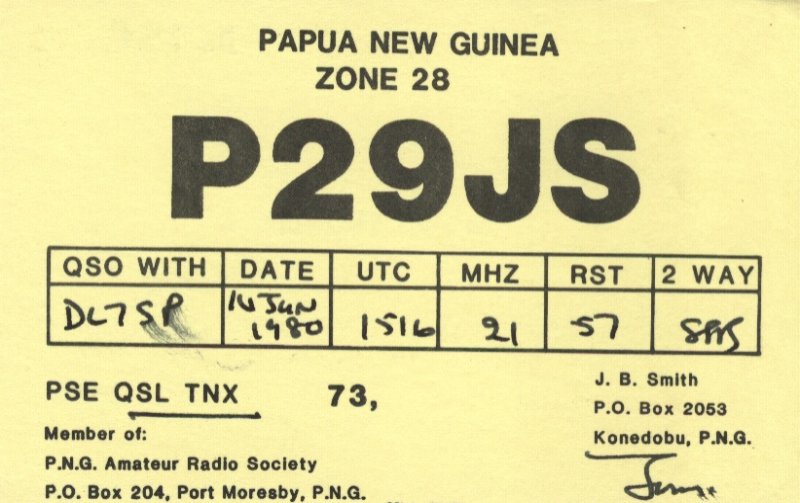 PAPUA NEW GUINEA
ZONE 28
P29JS
QSO WITH DATE UTC MHZ RST 2 WAY
DL7SP 14 JUN 1980 1516 21 57 SSB
PSE QSL TNX 73,
J. B. Smith
P.O. Box 2053
Konedobu, P.N.G.
Member of:
P.N.G. Amateur Radio Society
P.O. Box 204, Port Moresby, P.N.G.